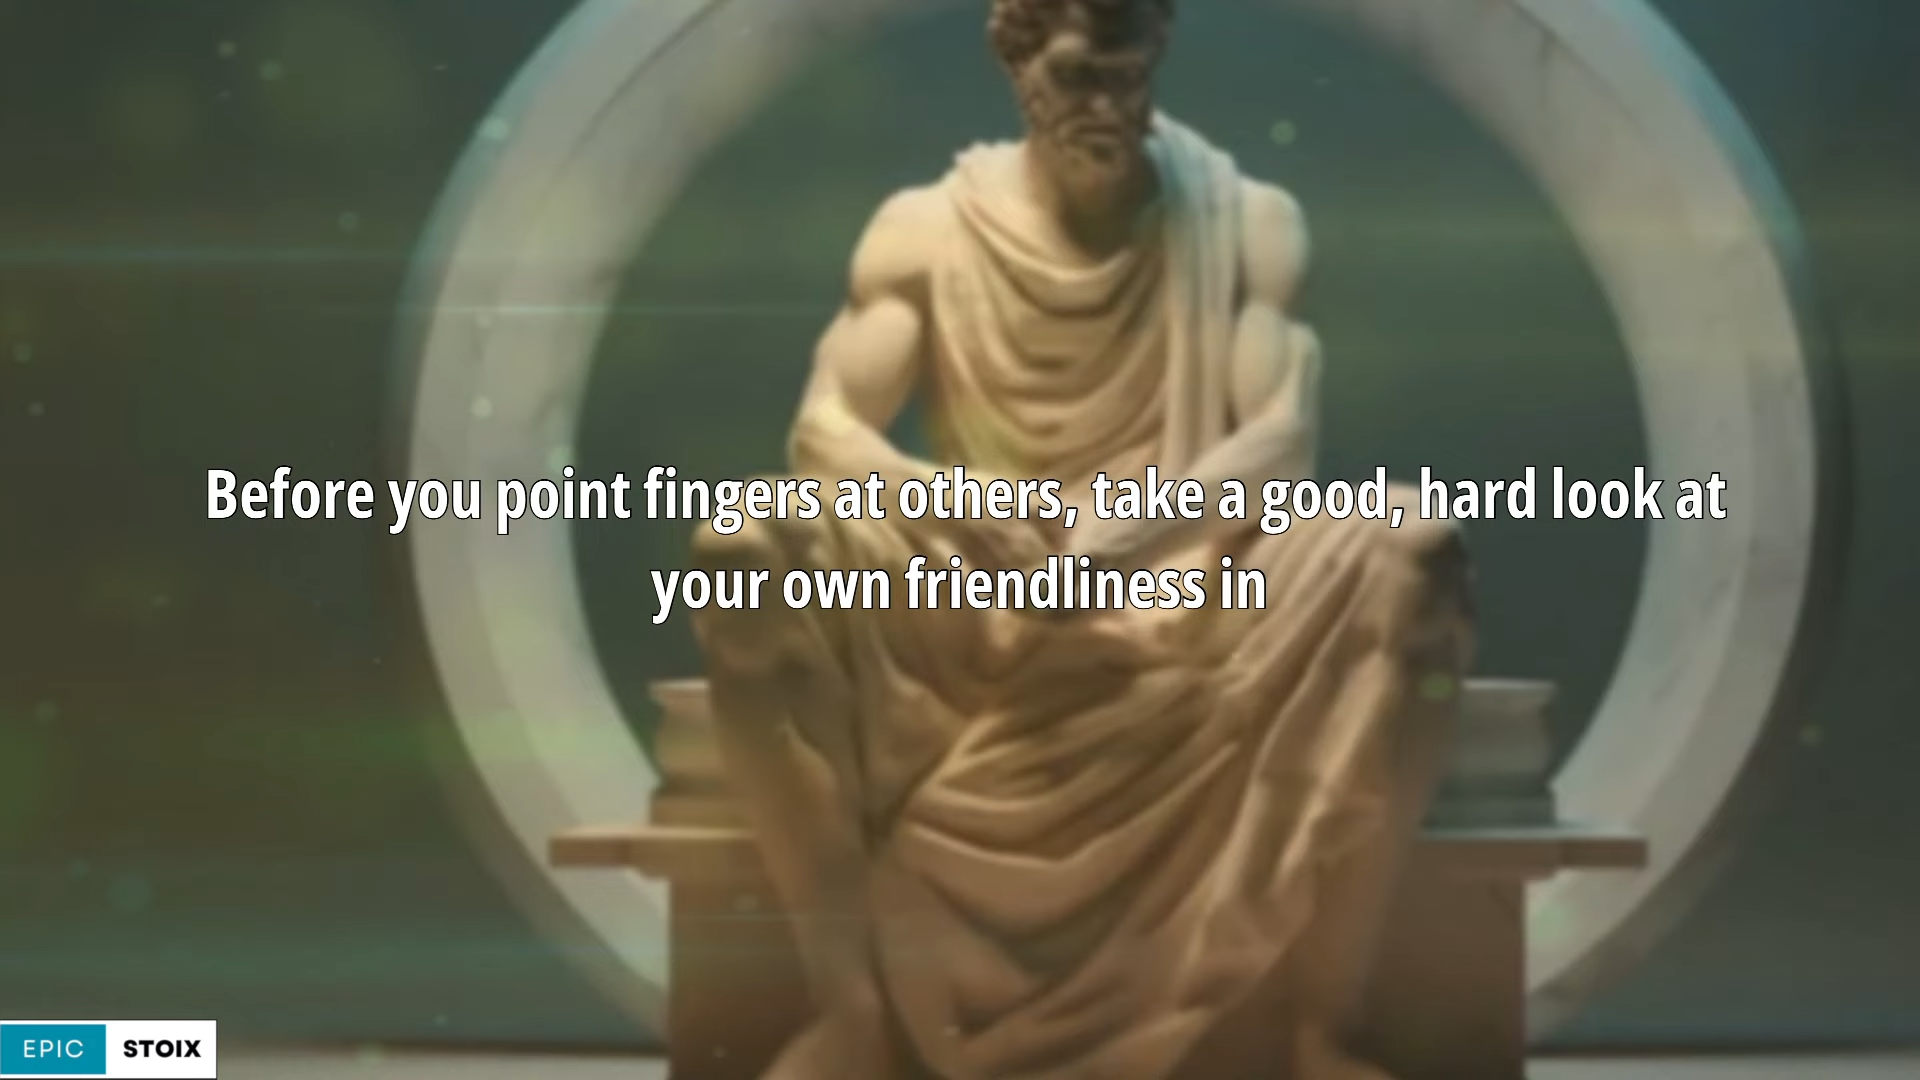 Before you point fingers at others, take a good, hard look at
your own friendliness in
EPIC STOIX